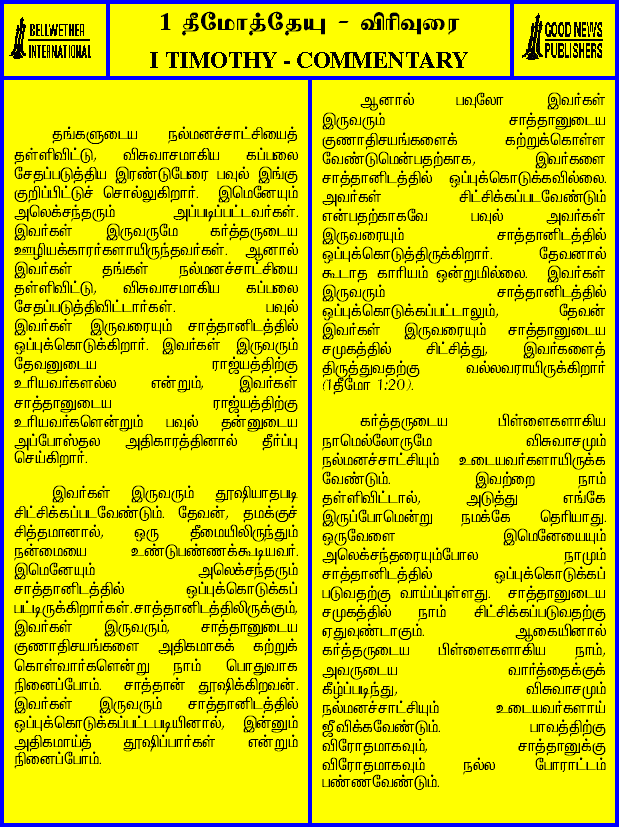 BELLWETHER
INTERNATIONAL
1 தீமோத்தேயு - விரிவுரை
I TIMOTHY - COMMENTARY
GOOD NEWS
PUBLISHERS
தங்களுடைய நல்மனச்சாட்சியைத்
தள்ளிவிட்டு, விசுவாசமாகிய கப்பலை
சேதப்படுத்திய இரண்டுபேரை பவுல் இங்கு
குறிப்பிட்டுச் சொல்லுகிறார். இமெனேயும்
அலெக்சந்தரும் அப்படிப்பட்டவர்கள்.
இவர்கள் இருவருமே கர்த்தருடைய
ஊழியக்காரர்களாயிருந்தவர்கள். ஆனால்
இவர்கள் தங்கள் நல்மனச்சாட்சியை
தள்ளிவிட்டு, விசுவாசமாகிய கப்பலை
சேதப்படுத்திவிட்டார்கள். பவுல்
இவர்கள் இருவரையும் சாத்தானிடத்தில்
ஒப்புக்கொடுக்கிறார். இவர்கள் இருவரும்
தேவனுடைய ராஜ்யத்திற்கு
உரியவர்களல்ல என்றும், இவர்கள்
சாத்தானுடைய ராஜ்யத்திற்கு
உரியவர்களென்றும் பவுல் தன்னுடைய
அப்போஸ்தல அதிகாரத்தினால் தீர்ப்பு
செய்கிறார்.
இவர்கள் இருவரும் தூஷியாதபடி
சிட்சிக்கப்படவேண்டும். தேவன், தமக்குச்
சித்தமானால், ஒரு தீமையிலிருந்தும்
நன்மையை உண்டுபண்ணக்கூடியவர்.
இமெனேயும் அலெக்சந்தரும்
சாத்தானிடத்தில் ஒப்புக்கொடுக்கப்
பட்டிருக்கிறார்கள்.சாத்தானிடத்திலிருக்கும்,
இவர்கள் இருவரும், சாத்தானுடைய
குணாதிசயங்களை அதிகமாகக் கற்றுக்
கொள்வார்களென்று நாம் பொதுவாக
நினைப்போம். சாத்தான் தூஷிக்கிறவன்.
இவர்கள் இருவரும் சாத்தானிடத்தில்
ஒப்புக்கொடுக்கப்பட்டபடியினால், இன்னும்
அதிகமாய்த் தூஷிப்பார்கள் என்றும்
நினைப்போம்.
ஆனால் பவுலோ இவர்கள்
இருவரும் சாத்தானுடைய
குணாதிசயங்களைக் கற்றுக்கொள்ள
வேண்டுமென்பதற்காக, இவர்களை
சாத்தானிடத்தில் ஒப்புக்கொடுக்கவில்லை.
அவர்கள் சிட்சிக்கப்படவேண்டும்
என்பதற்காகவே பவுல் அவர்கள்
இருவரையும் சாத்தானிடத்தில்
ஒப்புக்கொடுத்திருக்கிறார். தேவனால்
கூடாத காரியம் ஒன்றுமில்லை. இவர்கள்
இருவரும் சாத்தானிடத்தில்
ஒப்புக்கொடுக்கப்பட்டாலும், தேவன்
இவர்கள் இருவரையும் சாத்தானுடைய
சமுகத்தில் சிட்சித்து, இவர்களைத்
திருத்துவதற்கு வல்லவராயிருக்கிறார்
(1தீமோ 1:20).
கர்த்தருடைய பிள்ளைகளாகிய
நாமெல்லோருமே விசுவாசமும்
நல்மனச்சாட்சியும் உடையவர்களாயிருக்க
வேண்டும். இவற்றை நாம்
தள்ளிவிட்டால், அடுத்து எங்கே
இருப்போமென்று நமக்கே தெரியாது.
ஒருவேளை இமெனேயையும்
அலெக்சந்தரையும்போல நாமும்
சாத்தானிடத்தில் ஒப்புக்கொடுக்கப்
படுவதற்கு வாய்ப்புள்ளது. சாத்தானுடைய
சமுகத்தில் நாம் சிட்சிக்கப்படுவதற்கு
ஏதுவுண்டாகும். ஆகையினால்
கர்த்தருடைய பிள்ளைகளாகிய நாம்,
அவருடைய வார்த்தைக்குக்
கீழ்ப்படிந்து, விசுவாசமும்
நல்மனச்சாட்சியும் உடையவர்களாய்
ஜீவிக்கவேண்டும். பாவத்திற்கு
விரோதமாகவும், சாத்தானுக்கு
விரோதமாகவும் நல்ல போராட்டம்
பண்ணவேண்டும்.